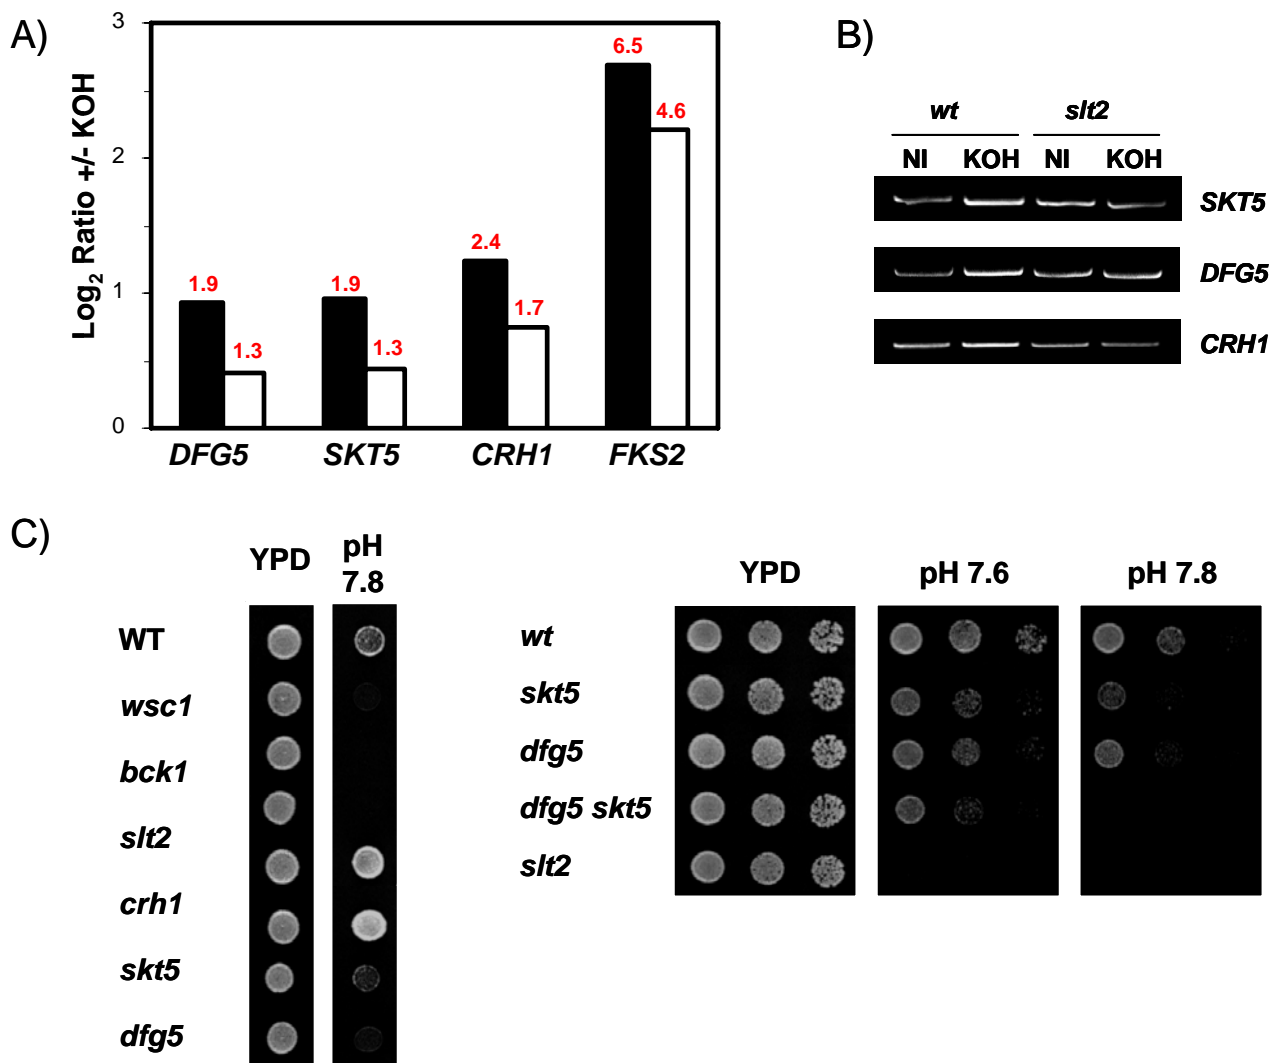 A)
Log2 Ratio +/- KOH
3
2
1
0
1.9
1.3
1.9
1.3
2.4
1.7
6.5
4.6
DFG5 SKT5 CRH1 FKS2
B)
wt slt2
NI KOH NI KOH
SKT5
DFG5
CRH1
C)
YPD pH 7.8
WT
wsc1
bck1
slt2
crh1
skt5
dfg5
YPD pH 7.6 pH 7.8
wt
skt5
dfg5
dfg5 skt5
slt2